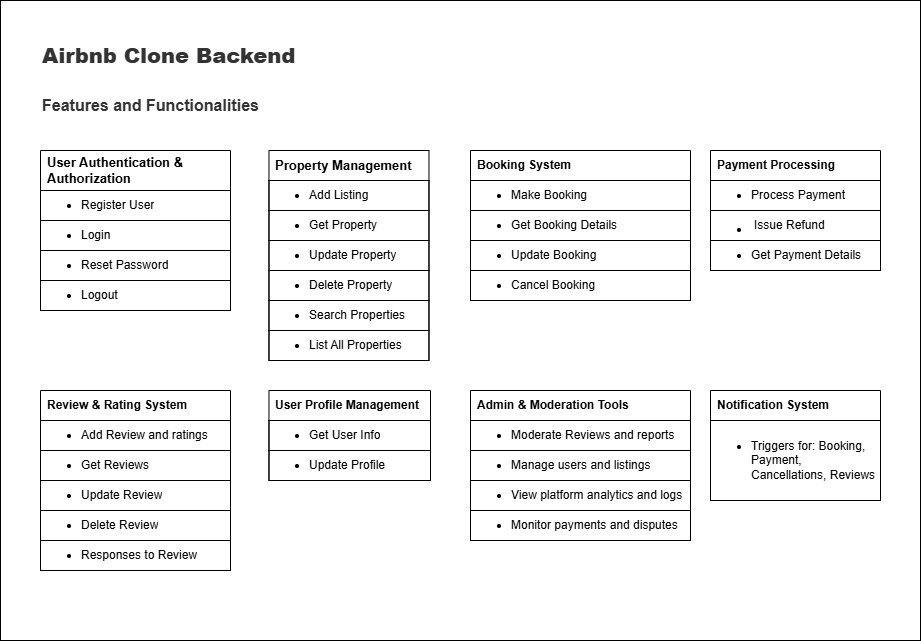 Airbnb Clone Backend
Features and Functionalities
User Authentication &
Authorization
Register User
Login
Reset Password
Logout
Property Management
Add Listing
Get Property
Update Property
Delete Property
Search Properties
List All Properties
Booking System
Make Booking
Get Booking Details
Update Booking
Cancel Booking
Payment Processing
Process Payment
Issue Refund
Get Payment Details
Review & Rating System
Add Review and ratings
Get Reviews
Update Review
Delete Review
Responses to Review
User Profile Management
Get User Info
Update Profile
Admin & Moderation Tools
Moderate Reviews and reports
Manage users and listings
View platform analytics and logs
Monitor payments and disputes
Notification System
Triggers for: Booking,
Payment,
Cancellations, Reviews